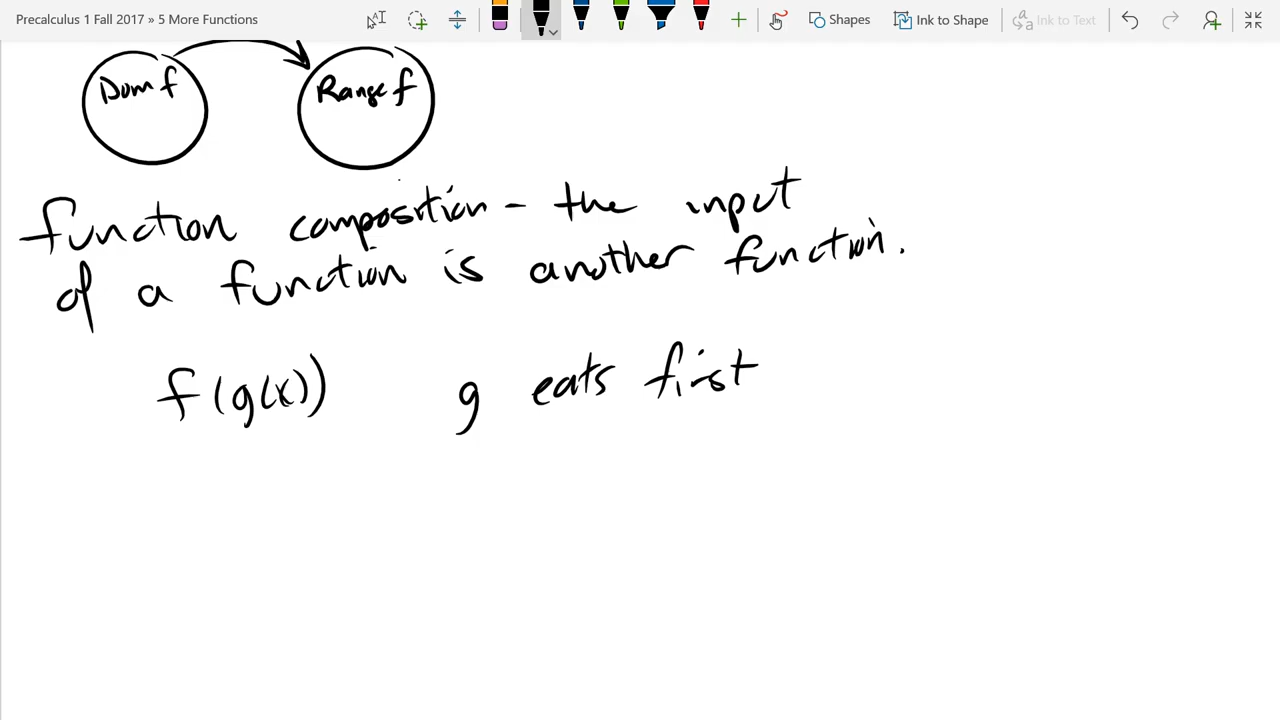 Precalculus 1 Fall 2017 » 5 More Functions
Shapes
Ink to Shape
Ink to Text
Dom f
Range f
function composition - the input
of a function is another function.
f(g(x)) g eats first